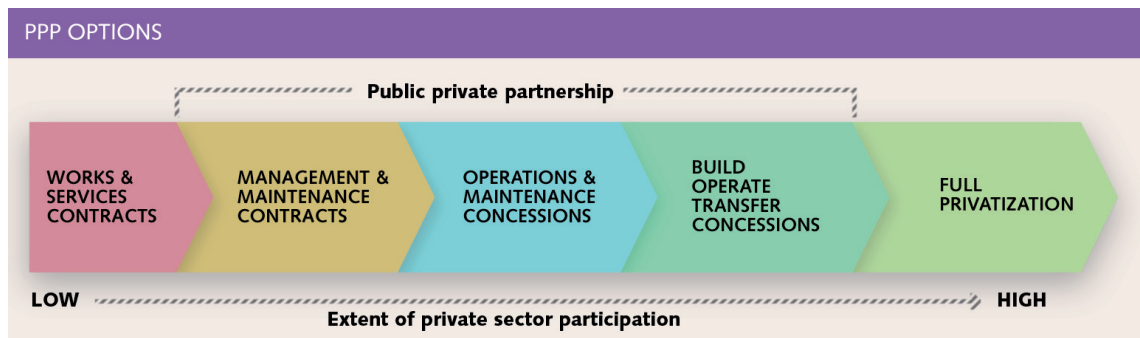 PPP OPTIONS
Public private partnership
WORKS &
SERVICES
CONTRACTS
MANAGEMENT &
MAINTENANCE
CONTRACTS
OPERATIONS &
MAINTENANCE
CONCESSIONS
BUILD
OPERATE
TRANSFER
CONCESSIONS
FULL
PRIVATIZATION
LOW
HIGH
Extent of private sector participation